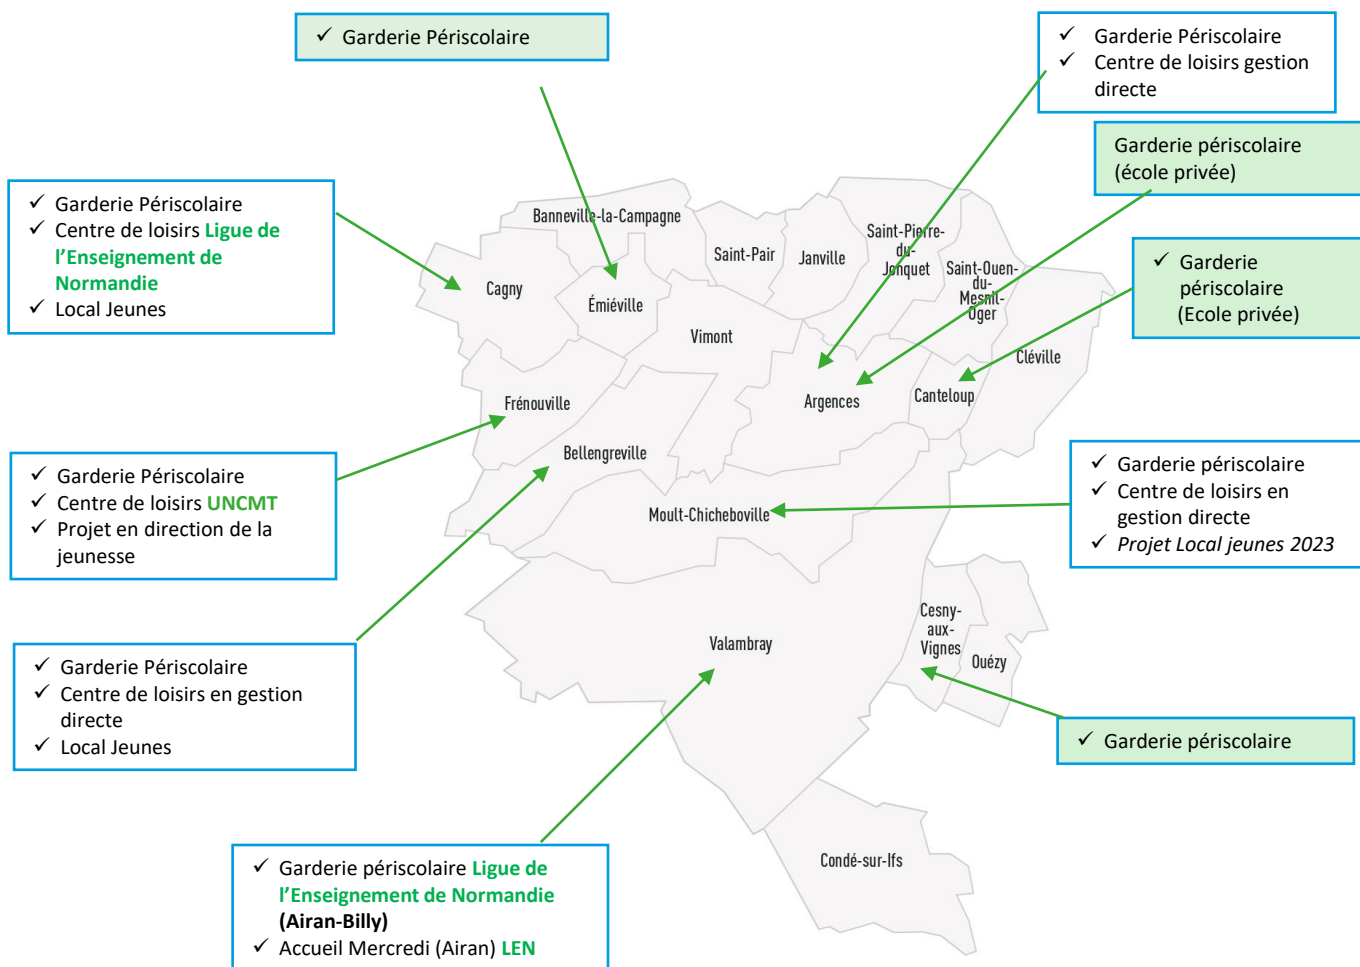 ✓ Garderie Périscolaire
✓ Garderie Périscolaire
✓ Centre de loisirs gestion
directe
Garderie périscolaire
(école privée)
✓ Garderie Périscolaire
✓ Centre de loisirs Ligue de
l’Enseignement de
Normandie
✓ Local Jeunes
✓ Garderie
périscolaire
(Ecole privée)
Banneville-la-Campagne
Saint-Pair
Janville
Saint-Pierre-
du-
Jonquet
Saint-Ouen-
du-
Mesnil-
Oger
Cagny
Émiéville
Vimont
Cléville
Frénouville
Argences
Canteloup
Bellengreville
Moult-Chicheboville
✓ Garderie Périscolaire
✓ Centre de loisirs UNCMT
✓ Projet en direction de la
jeunesse
✓ Garderie périscolaire
✓ Centre de loisirs en
gestion directe
✓ Projet Local jeunes 2023
Valambray
Cesny-
aux-
Vignes
Ouézy
✓ Garderie Périscolaire
✓ Centre de loisirs en gestion
directe
✓ Local Jeunes
✓ Garderie périscolaire
Condé-sur-Ifs
✓ Garderie périscolaire Ligue de
l’Enseignement de Normandie
(Airan-Billy)
✓ Accueil Mercredi (Airan) LEN